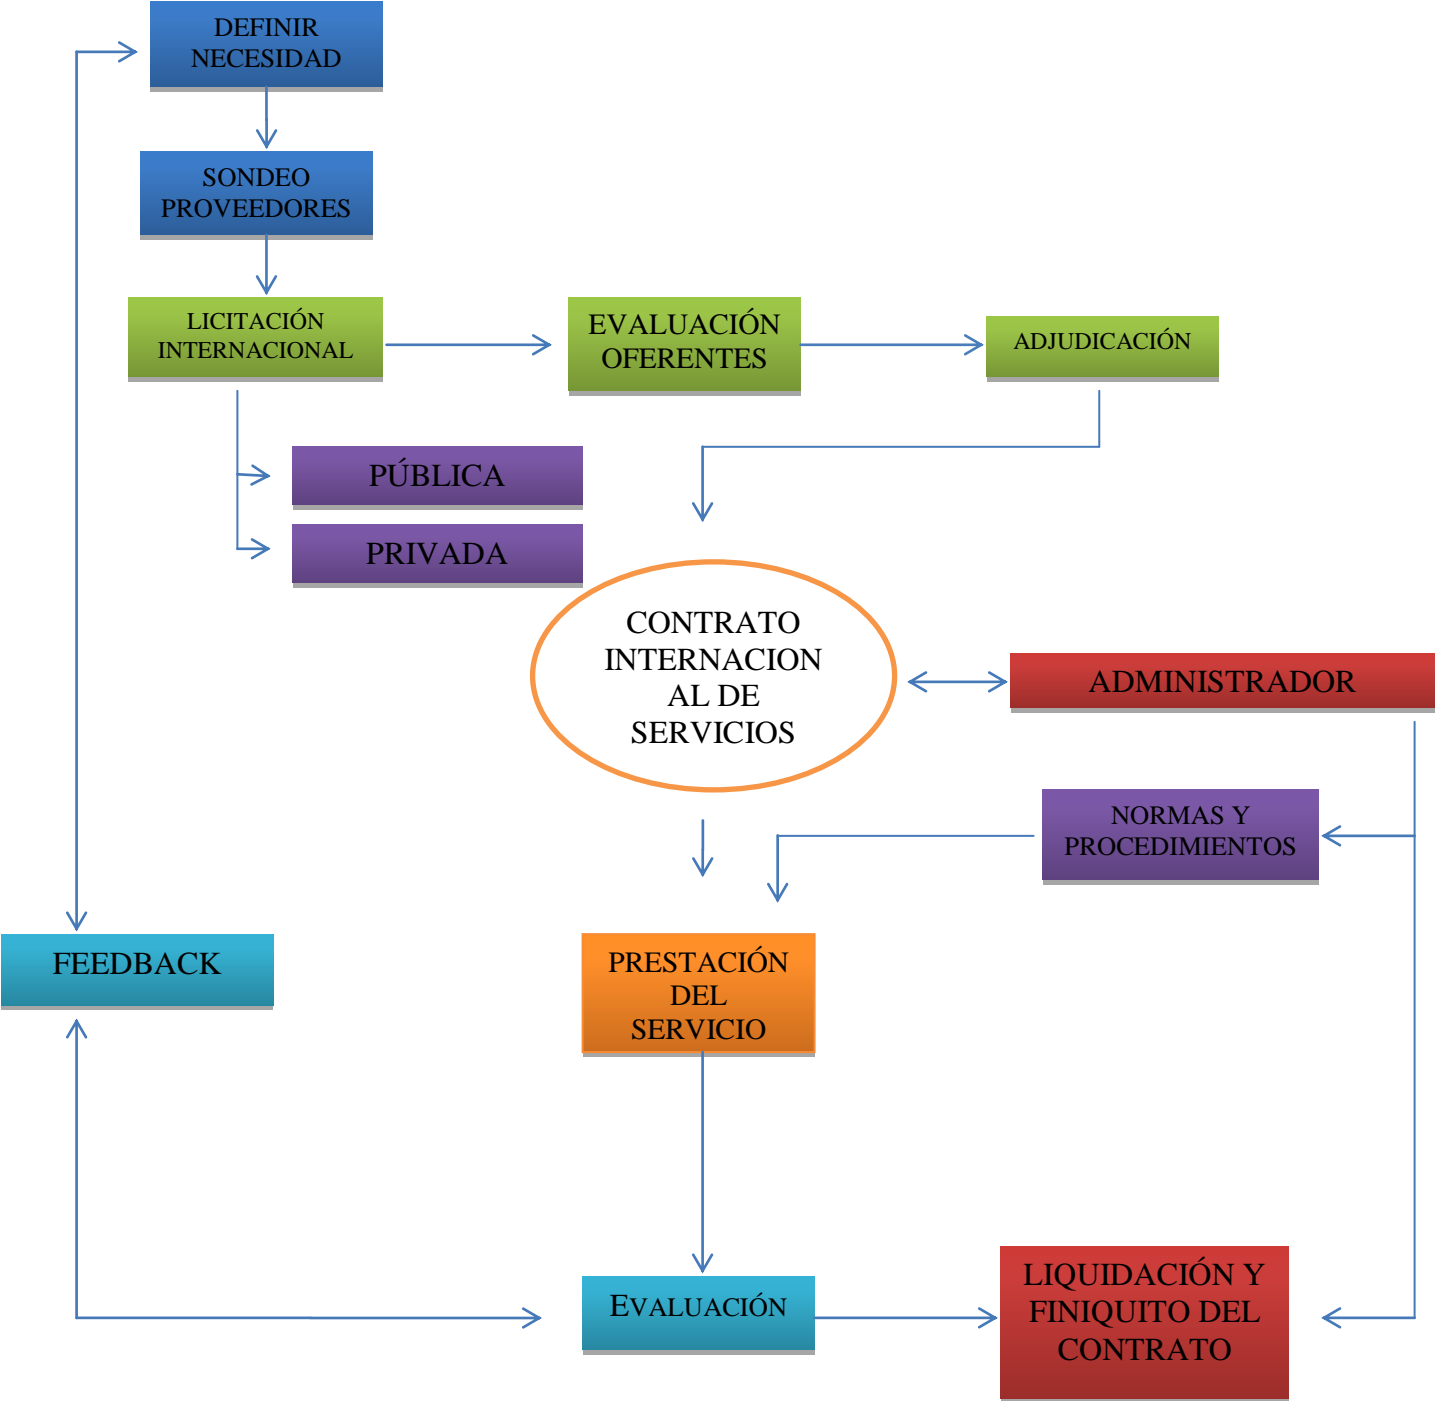 DEFINIR
NECESIDAD
SONDEO
PROVEEDORES
LICITACIÓN
INTERNACIONAL
EVALUACIÓN
OFERENTES
ADJUDICACIÓN
PÚBLICA
PRIVADA
CONTRATO
INTERNACION
AL DE
SERVICIOS
ADMINISTRADOR
NORMAS Y
PROCEDIMIENTOS
FEEDBACK
PRESTACIÓN
DEL
SERVICIO
EVALUACIÓN
LIQUIDACIÓN Y
FINIQUITO DEL
CONTRATO